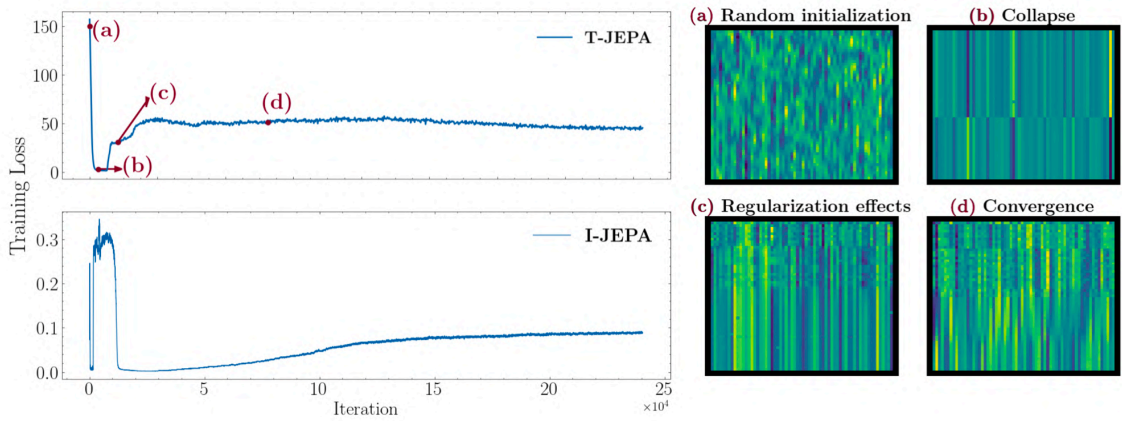 (a) Random initialization
(b) Collapse
150
100
50
0
(a)
(b)
(c)
(d)
T-JEPA
Training Loss
(c) Regularization effects
(d) Convergence
0.3
0.2
0.1
0.0
I-JEPA
0
5
10
15
20
25
Iteration
×10⁴